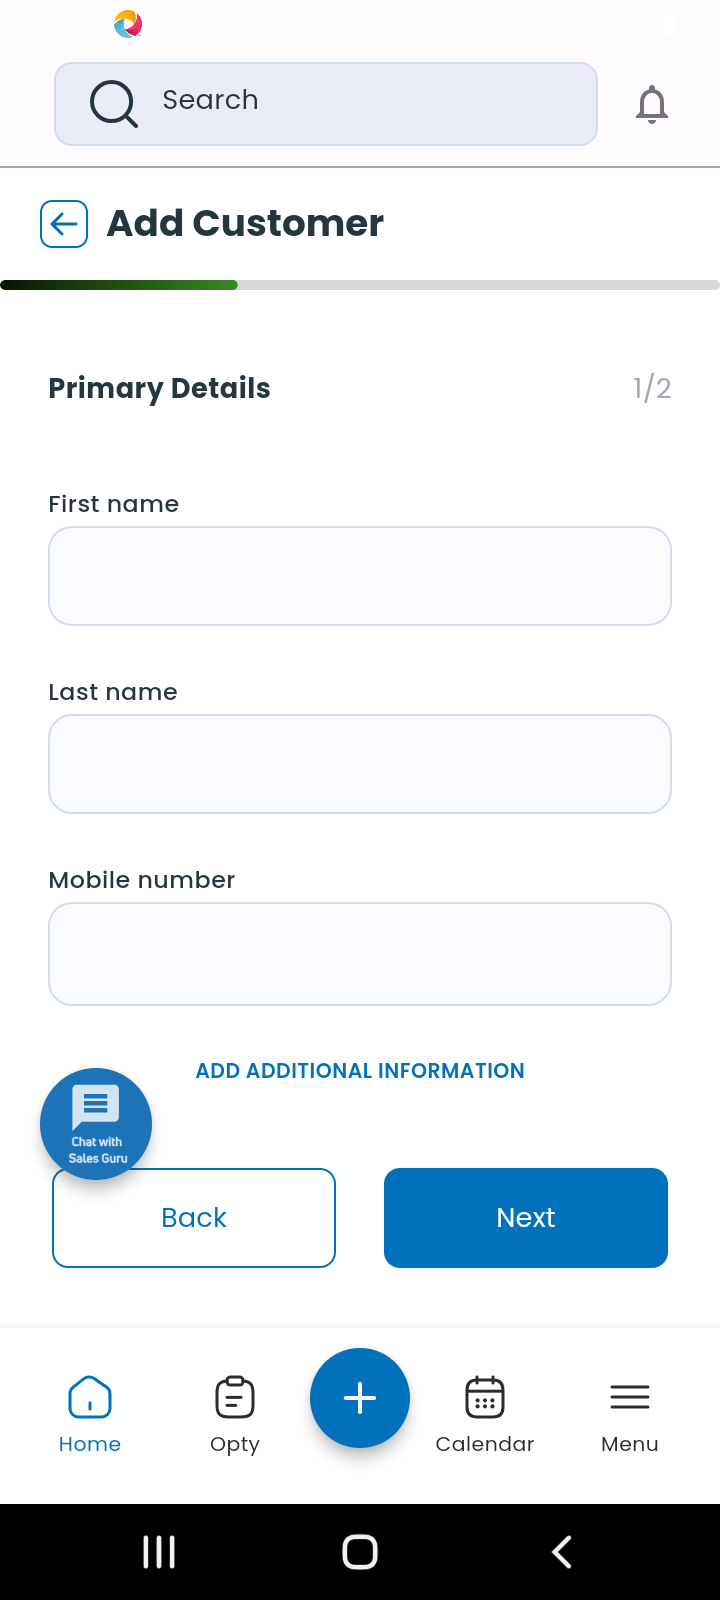 Search
Add Customer
Primary Details
1/2
First name
Last name
Mobile number
ADD ADDITIONAL INFORMATION
Chat with
Sales Guru
Back
Next
Home
Opty
Calendar
Menu